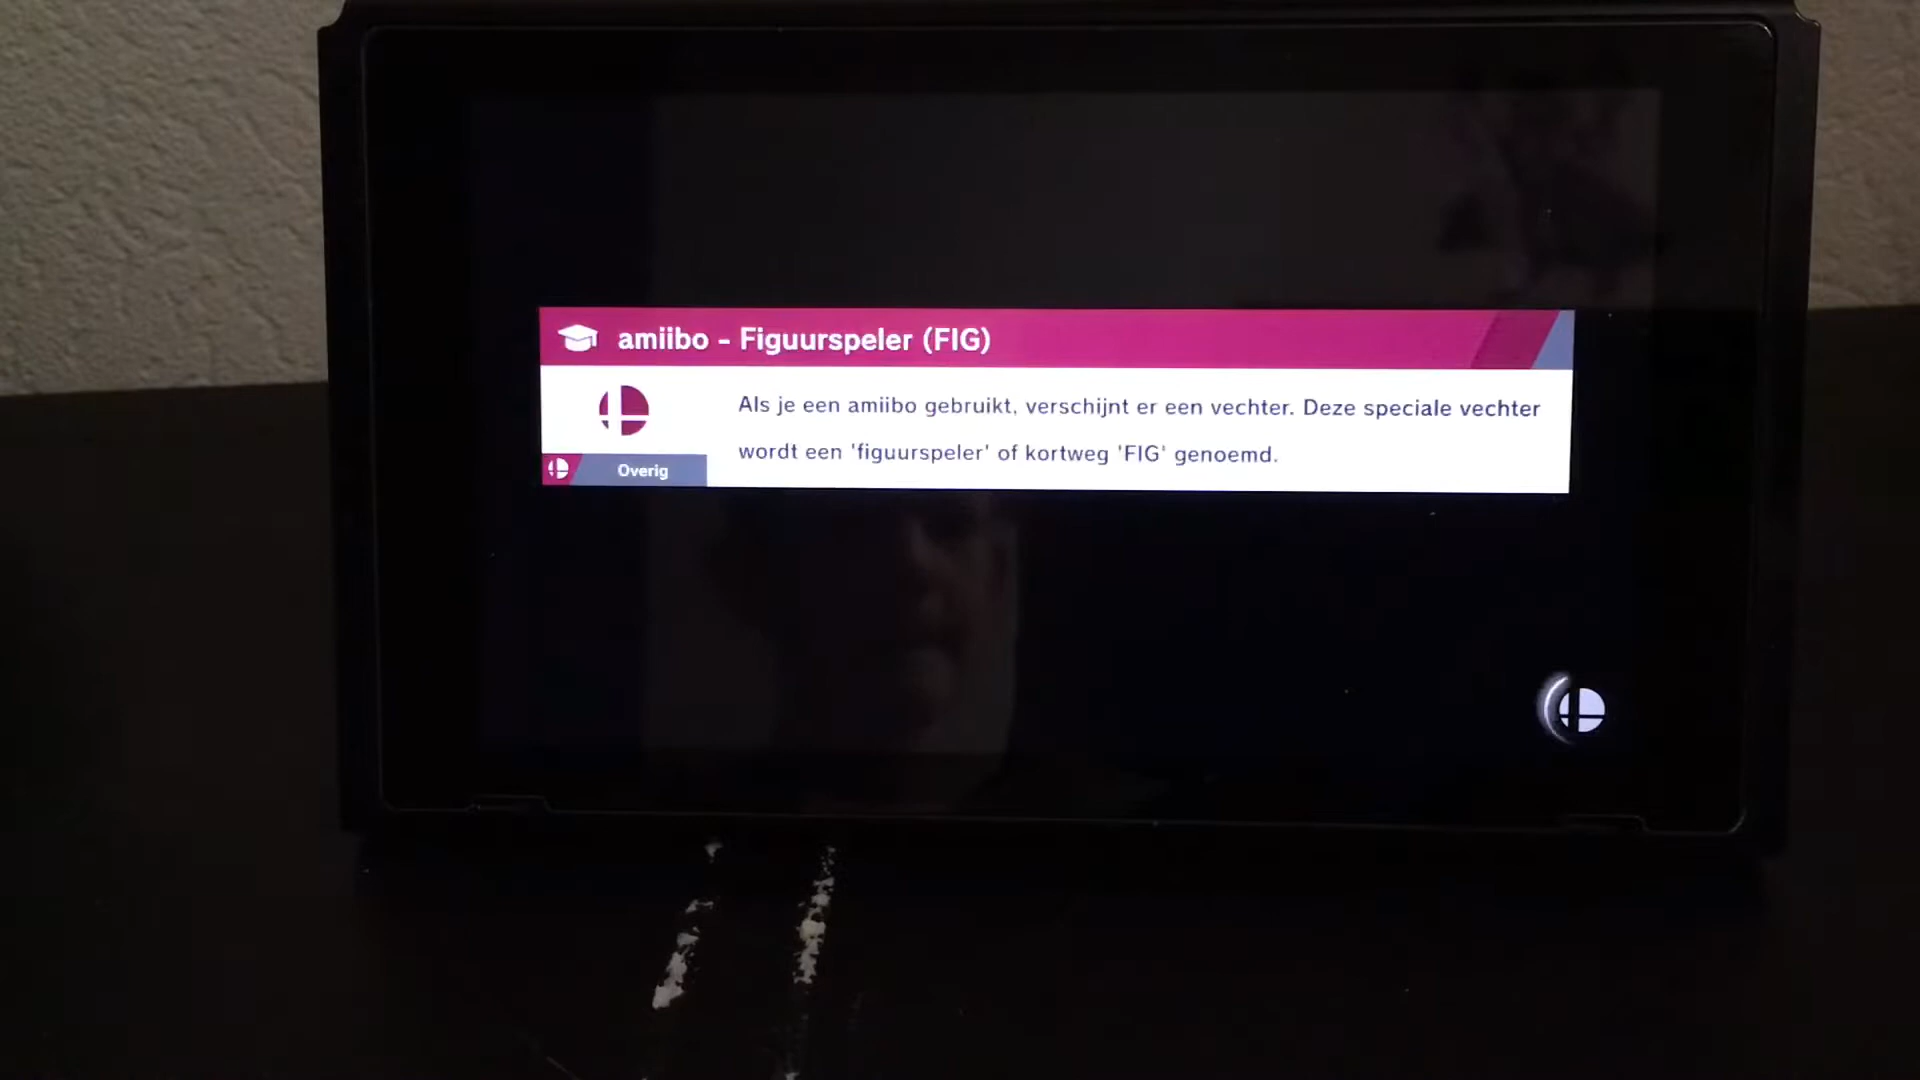 amiibo - Figuurspeler (FIG)
Als je een amiibo gebruikt, verschijnt er een vechter. Deze speciale vechter
wordt een 'figuurspeler' of kortweg 'FIG' genoemd.
Overig